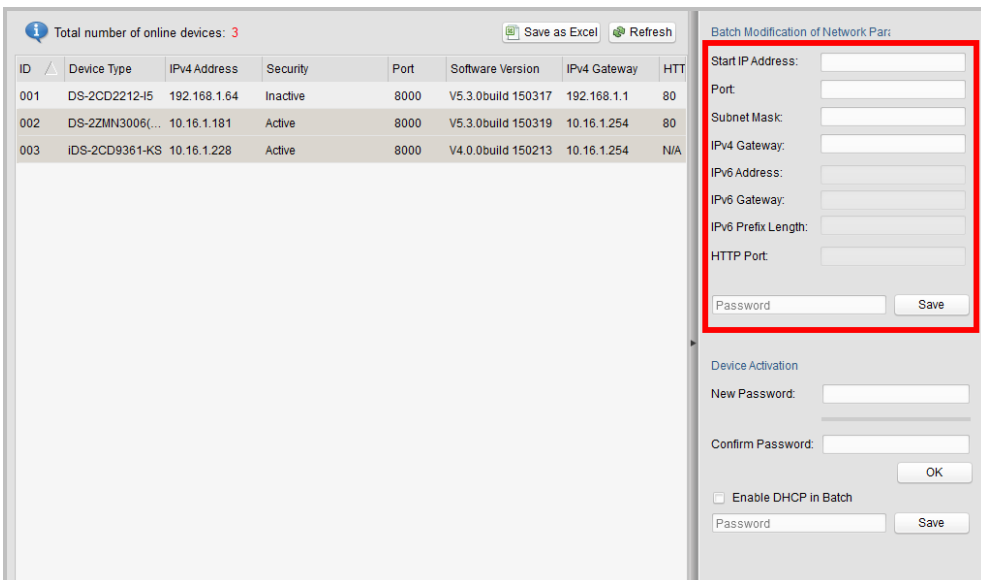 Total number of online devices: 3 Save as Excel Refresh
ID Device Type IPv4 Address Security Port Software Version IPv4 Gateway HTT
001 DS-2CD2212-I5 192.168.1.64 Inactive 8000 V5.3.0build 150317 192.168.1.1 80
002 DS-2ZMN3006(... 10.16.1.181 Active 8000 V5.3.0build 150319 10.16.1.254 80
003 iDS-2CD9361-KS 10.16.1.228 Active 8000 V4.0.0build 150213 10.16.1.254 N/A
Batch Modification of Network Para
Start IP Address:
Port:
Subnet Mask:
IPv4 Gateway:
IPv6 Address:
IPv6 Gateway:
IPv6 Prefix Length:
HTTP Port:
Password Save
Device Activation
New Password:
Confirm Password:
OK
Enable DHCP in Batch
Password Save